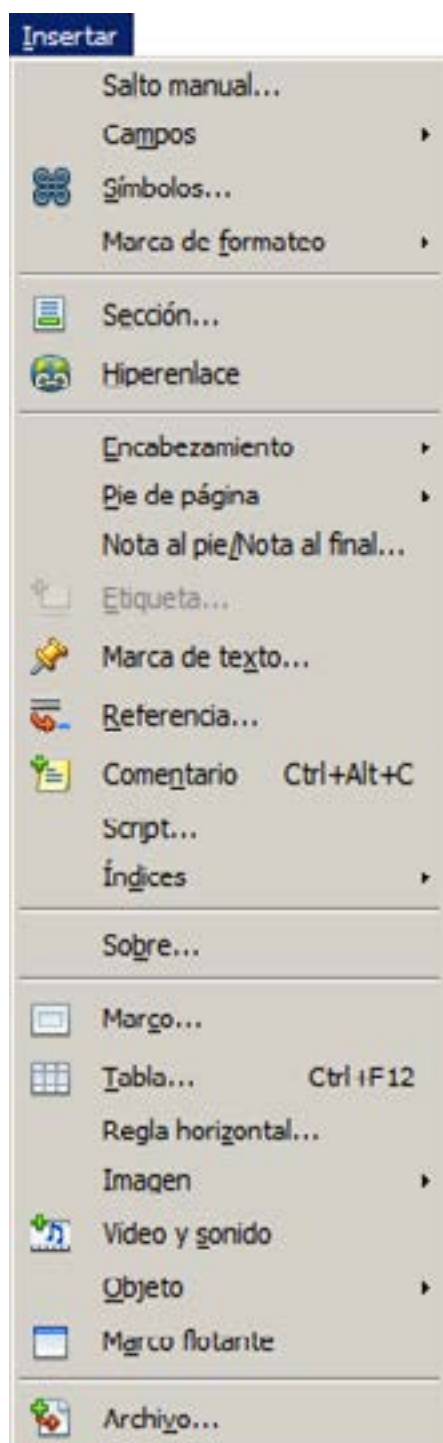 Insertar
Salto manual...
Campos
Símbolos...
Marca de formateo
Sección...
Hiperenlace
Encabezamiento
Pie de página
Nota al pie/Nota al final...
Etiqueta...
Marca de texto...
Referencia...
Comentario Ctrl+Alt+C
Script...
Índices
Sobre...
Marco...
Tabla... Ctrl+F12
Regla horizontal...
Imagen
Video y sonido
Objeto
Marco flotante
Archivo...